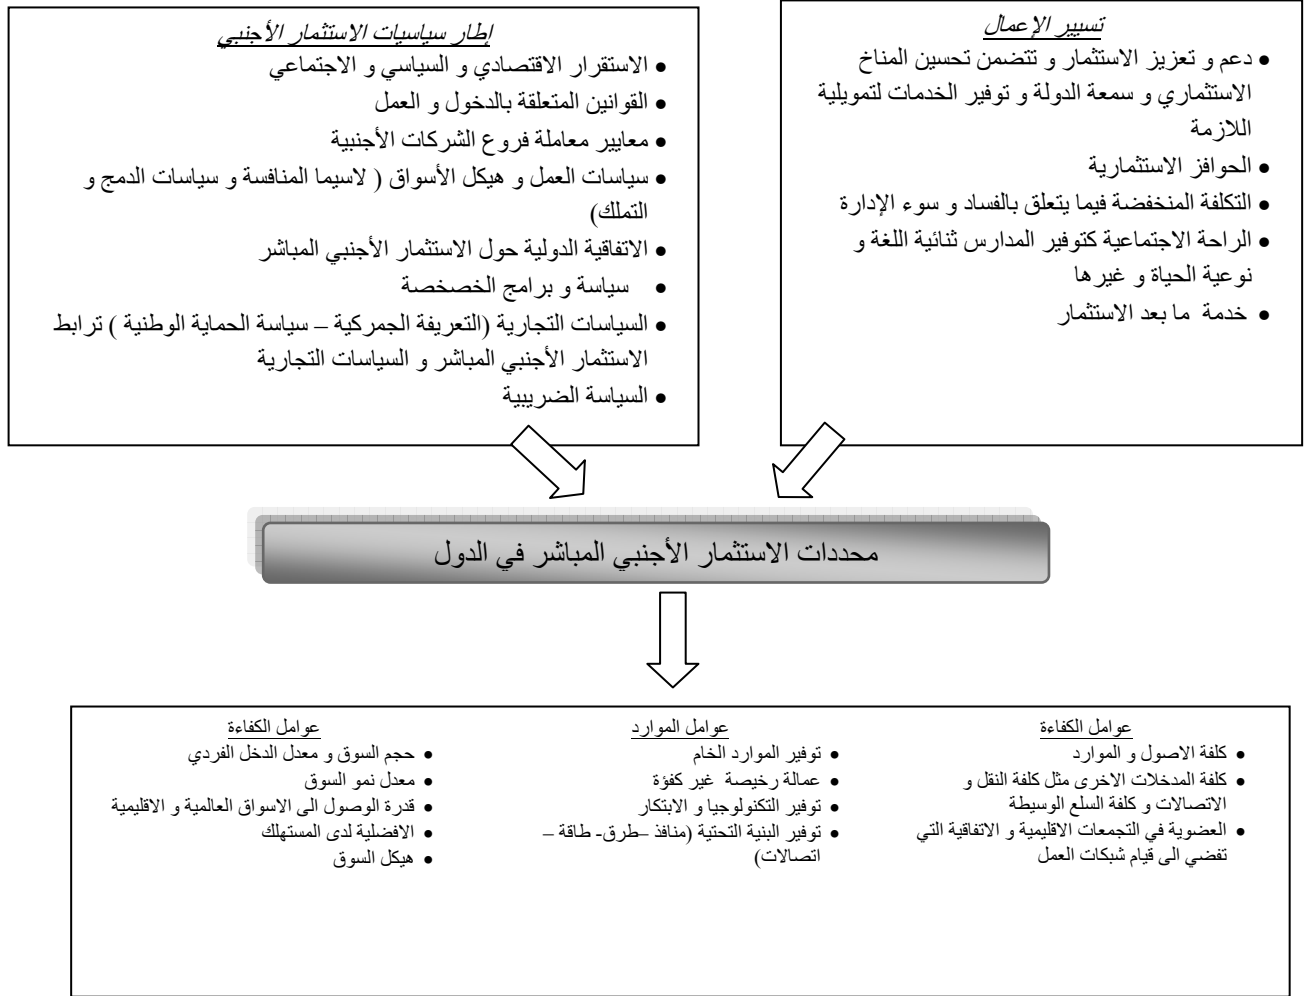 تسيير الإعمال
• دعم و تعزيز الاستثمار و تتضمن تحسين المناخ
الاستثماري و سمعة الدولة و توفير الخدمات لتمويلية
اللازمة
• الحوافز الاستثمارية
• التكلفة المنخفضة فيما يتعلق بالفساد و سوء الإدارة
• الراحة الاجتماعية كتوفير المدارس ثنائية اللغة و
نوعية الحياة و غيرها
• خدمة ما بعد الاستثمار
إطار سياسيات الاستثمار الأجنبي
• الاستقرار الاقتصادي و السياسي و الاجتماعي
• القوانين المتعلقة بالدخول و العمل
• معايير معاملة فروع الشركات الأجنبية
• سياسات العمل و هيكل الأسواق ( لاسيما المنافسة و سياسات الدمج و
التملك)
• الاتفاقية الدولية حول الاستثمار الأجنبي المباشر
• سياسة و برامج الخصخصة
• السياسات التجارية (التعريفة الجمركية – سياسة الحماية الوطنية ) ترابط
الاستثمار الأجنبي المباشر و السياسات التجارية
• السياسة الضريبية
محددات الاستثمار الأجنبي المباشر في الدول
عوامل الكفاءة
• كلفة الاصول و الموارد
• كلفة المدخلات الاخرى مثل كلفة النقل و
الاتصالات و كلفة السلع الوسيطة
• العضوية في التجمعات الاقليمية و الاتفاقية التي
تفضي الى قيام شبكات العمل
عوامل الموارد
• توفير الموارد الخام
• عمالة رخيصة غير كفؤة
• توفير التكنولوجيا و الابتكار
• توفير البنية التحتية (منافذ –طرق- طاقة –
اتصالات)
عوامل الكفاءة
• حجم السوق و معدل الدخل الفردي
• معدل نمو السوق
• قدرة الوصول الى الاسواق العالمية و الاقليمية
• الافضلية لدى المستهلك
• هيكل السوق